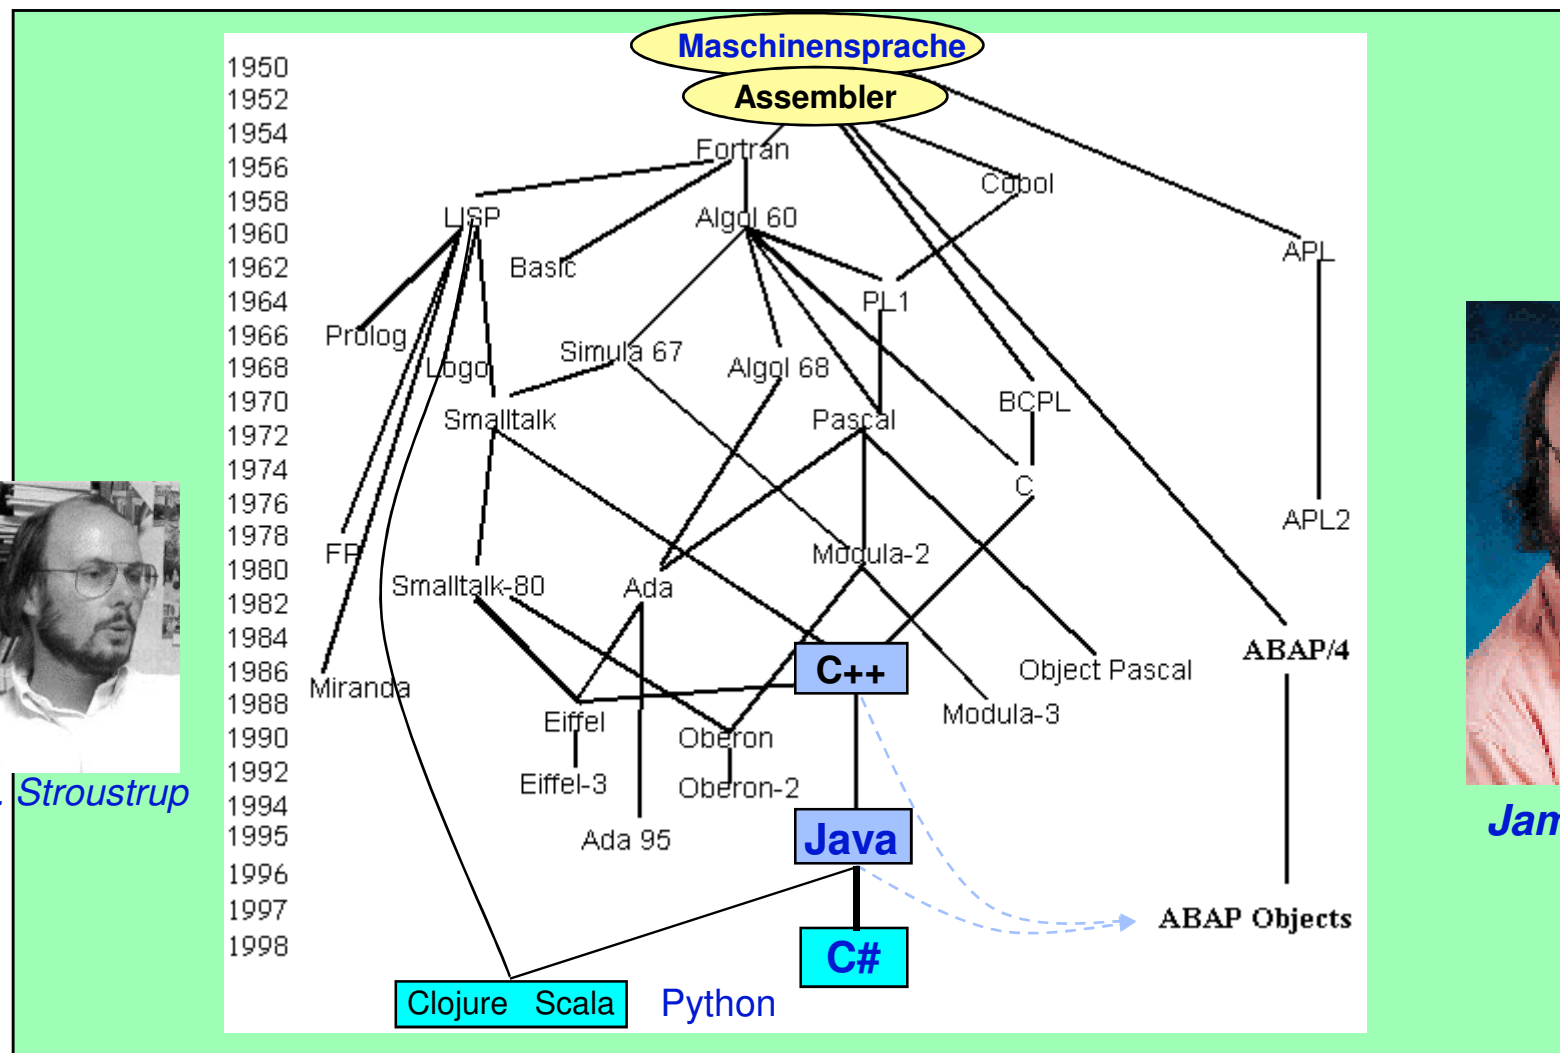 Maschinensprache
1950
1952
Assembler
1954
Fortran
1956
Cobol
1958
LISP
Algol 60
1960
APL
1962
Basic
1964
PL1
1966
Prolog
Simula 67
1968
Logo
Algol 68
1970
BCPL
Smalltalk
Pascal
1972
1974
C
1976
APL2
1978
FP
Modula-2
1980
Smalltalk-80
Ada
1982
1984
ABAP/4
1986
C++
Object Pascal
Miranda
1988
Modula-3
Eiffel
1990
Oberon
1992
Eiffel-3
Oberon-2
. Stroustrup
1994
Jam
1995
Ada 95
Java
1996
1997
ABAP Objects
1998
C#
Clojure Scala
Python